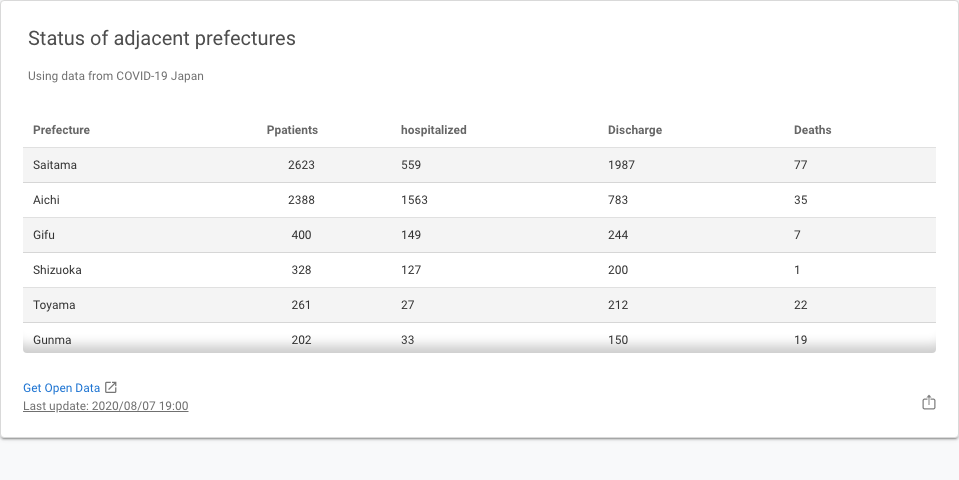 Status of adjacent prefectures
Using data from COVID-19 Japan
Prefecture Ppatients hospitalized Discharge Deaths
Saitama 2623 559 1987 77
Aichi 2388 1563 783 35
Gifu 400 149 244 7
Shizuoka 328 127 200 1
Toyama 261 27 212 22
Gunma 202 33 150 19
Get Open Data
Last update: 2020/08/07 19:00